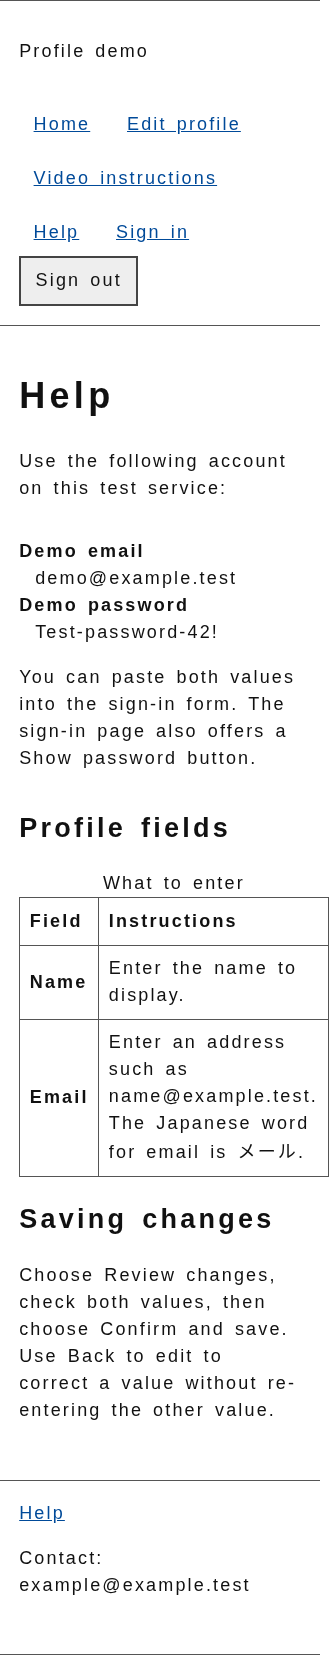 Profile demo
Home Edit profile
Video instructions
Help Sign in
Sign out
Help
Use the following account
on this test service:
Demo email
demo@example.test
Demo password
Test-password-42!
You can paste both values
into the sign-in form. The
sign-in page also offers a
Show password button.
Profile fields
What to enter
Field Instructions
Name Enter the name to
display.
Email Enter an address
such as
name@example.test.
The Japanese word
for email is メール.
Saving changes
Choose Review changes,
check both values, then
choose Confirm and save.
Use Back to edit to
correct a value without re-
entering the other value.
Help
Contact:
example@example.test